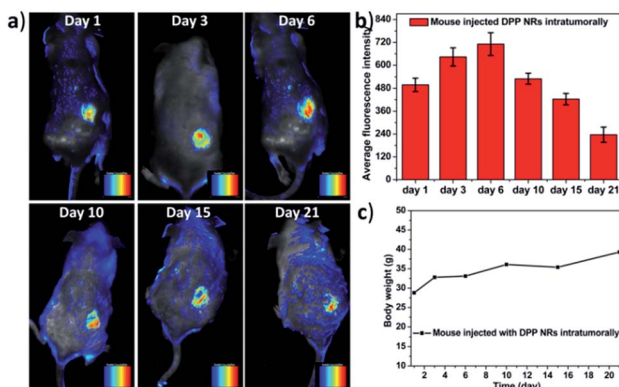 a)
Day 1
Day 3
Day 6
Day 10
Day 15
Day 21
b)
Mouse injected DPP NRs intratumorally
Average fluorescence intensity
840
720
600
480
360
240
120
0
day 1
day 3
day 6
day 10
day 15
day 21
c)
Body weight (g)
50
45
40
35
30
25
20
15
10
Mouse injected with DPP NRs intratumorally
2
4
6
8
10
12
14
16
18
20
Time (day)